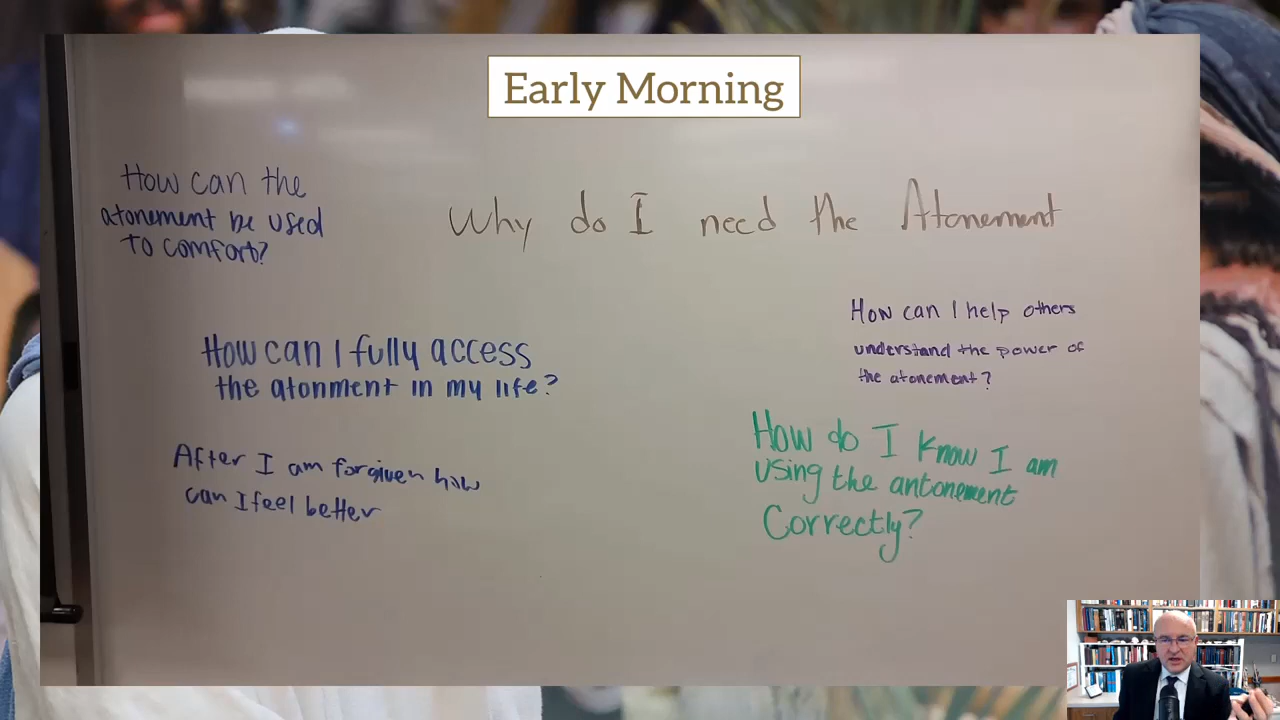 Early Morning
How can the
atonement be used
to comfort?
Why do I need the Atonement
How can I fully access
the atonment in my life?
After I am forgiven how
can I feel better
How can I help others
understand the power of
the atonement?
How do I know I am
using the antonement
Correctly?